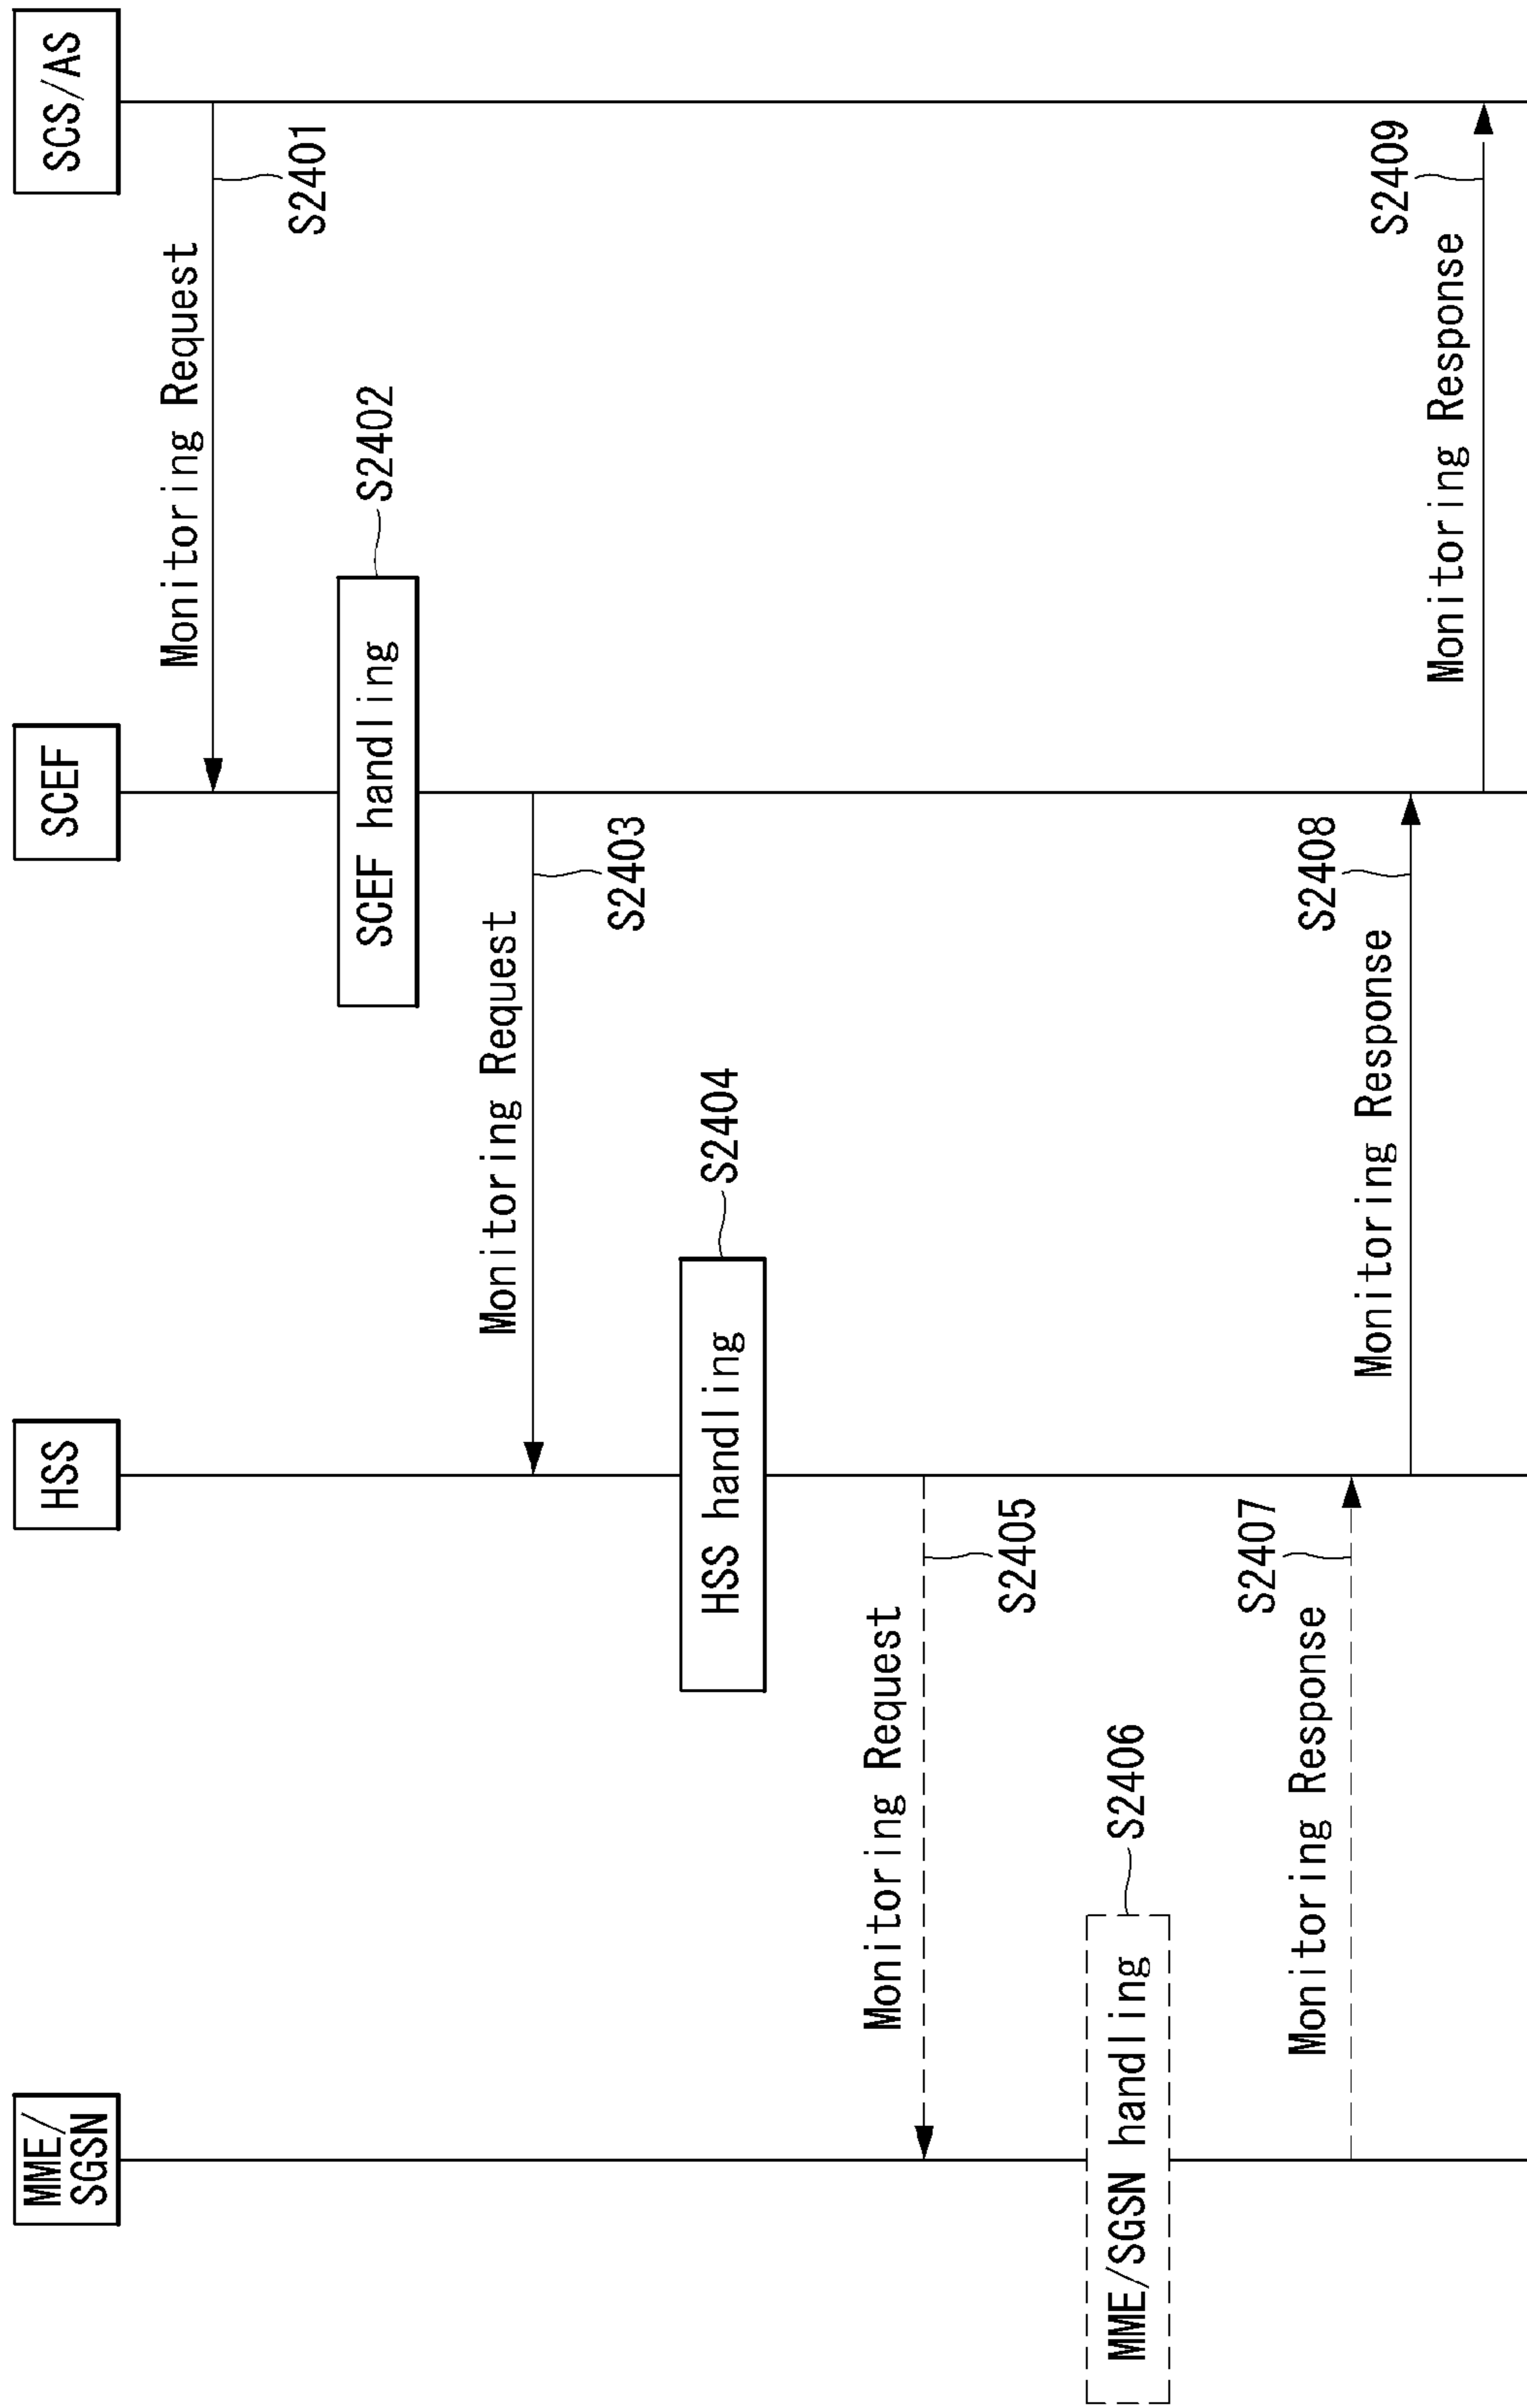 MME/
SGSN
HSS
SCEF
SCS/AS
Monitoring Request
S2401
SCEF handling
S2402
Monitoring Request
S2403
HSS handling
S2404
Monitoring Request
S2405
MME/SGSN handling
S2406
Monitoring Response
S2407
Monitoring Response
S2408
Monitoring Response
S2409